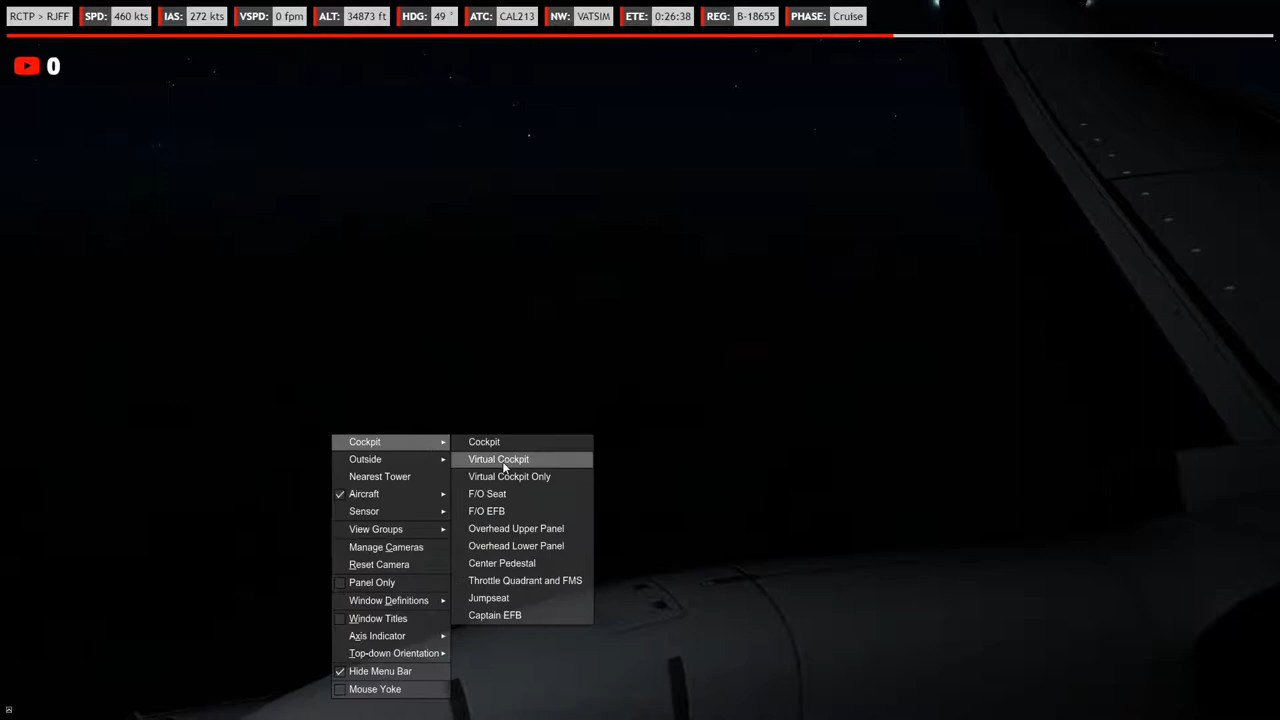 RCTP > RJFF SPD: 460 kts IAS: 272 kts VSPD: 0 fpm ALT: 34873 ft HDG: 49 ° ATC: CAL213 NW: VATSIM ETE: 0:26:38 REG: B-18655 PHASE: Cruise
0
Cockpit
Outside
Nearest Tower
Aircraft
Sensor
View Groups
Manage Cameras
Reset Camera
Panel Only
Window Definitions
Window Titles
Axis Indicator
Top-down Orientation
Hide Menu Bar
Mouse Yoke
Cockpit
Virtual Cockpit
Virtual Cockpit Only
F/O Seat
F/O EFB
Overhead Upper Panel
Overhead Lower Panel
Center Pedestal
Throttle Quadrant and FMS
Jumpseat
Captain EFB